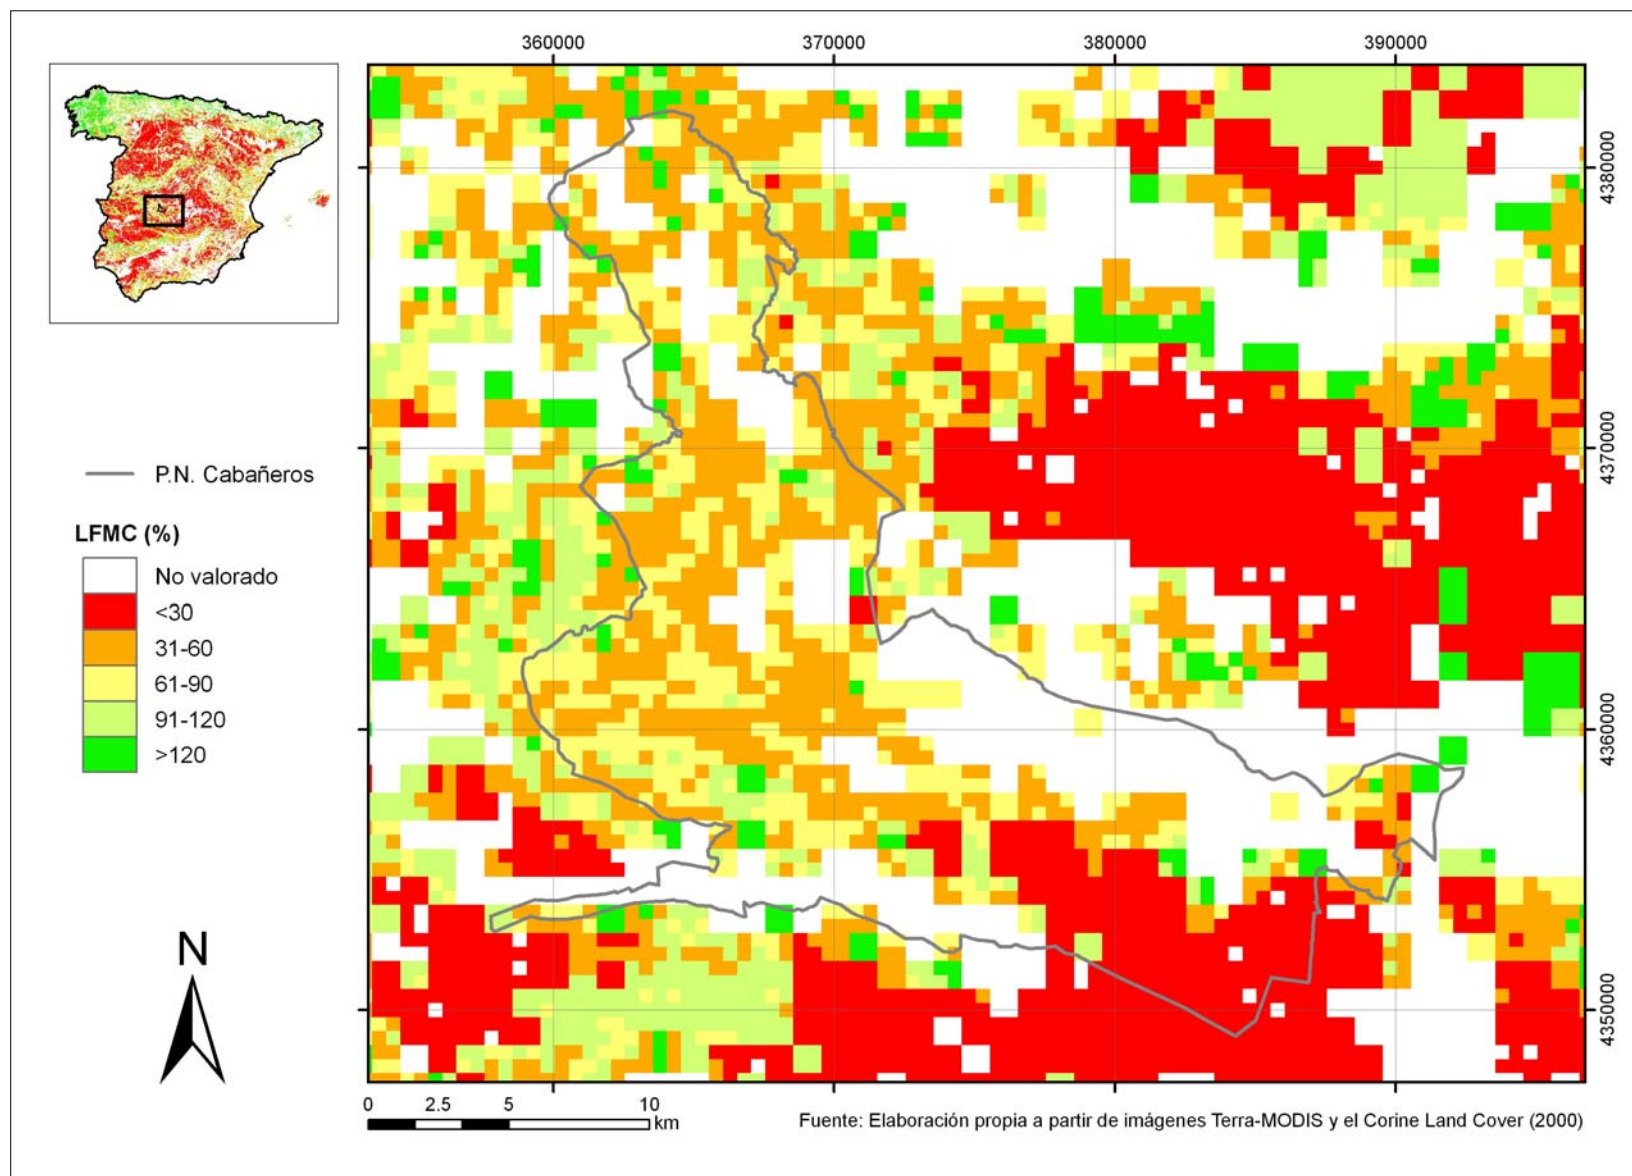 360000 370000 380000 390000
4380000
4370000
4360000
4350000
P.N. Cabañeros
LFMC (%)
No valorado
<30
31-60
61-90
91-120
>120
N
0 2.5 5 10
km
Fuente: Elaboración propia a partir de imágenes Terra-MODIS y el Corine Land Cover (2000)